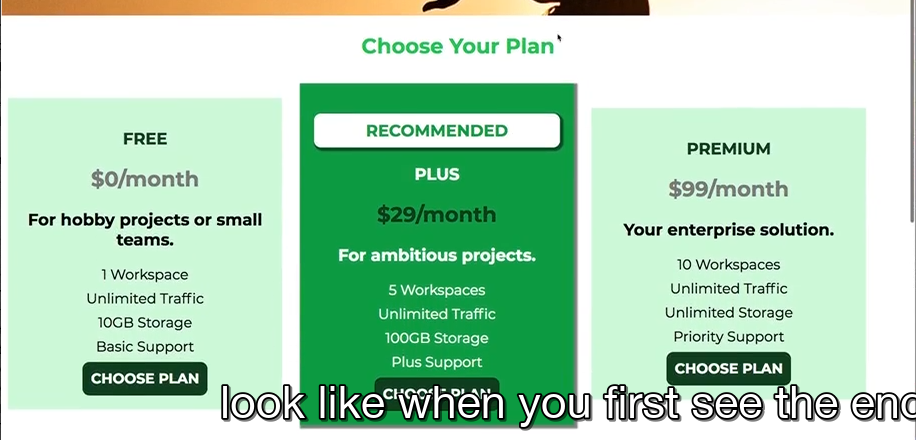 Choose Your Plan
FREE
$0/month
For hobby projects or small
teams.
1 Workspace
Unlimited Traffic
10GB Storage
Basic Support
CHOOSE PLAN
RECOMMENDED
PLUS
$29/month
For ambitious projects.
5 Workspaces
Unlimited Traffic
100GB Storage
Plus Support
CHOOSE PLAN
PREMIUM
$99/month
Your enterprise solution.
10 Workspaces
Unlimited Traffic
Unlimited Storage
Priority Support
CHOOSE PLAN
look like when you first see the